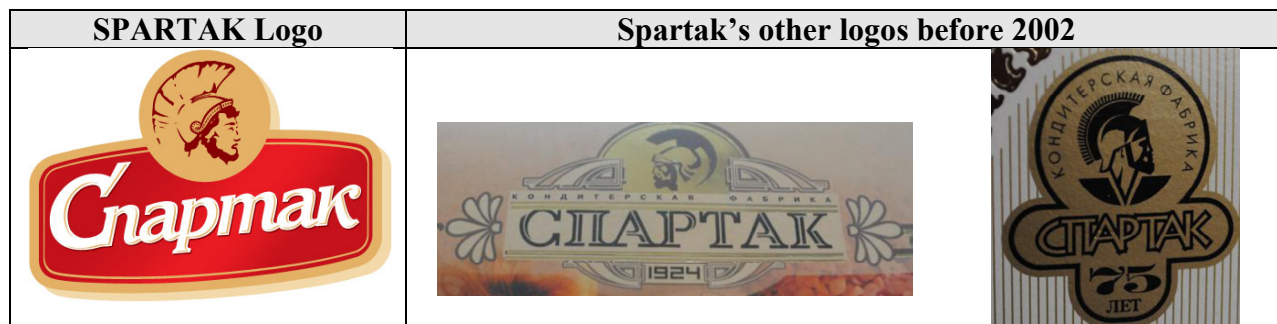 SPARTAK Logo
Spartak’s other logos before 2002
Спартак
КОНДИТЕРСКАЯ ФАБРИКА
СПАРТАК
1924
КОНДИТЕРСКАЯ ФАБРИКА
СПАРТАК
75
ЛЕТ